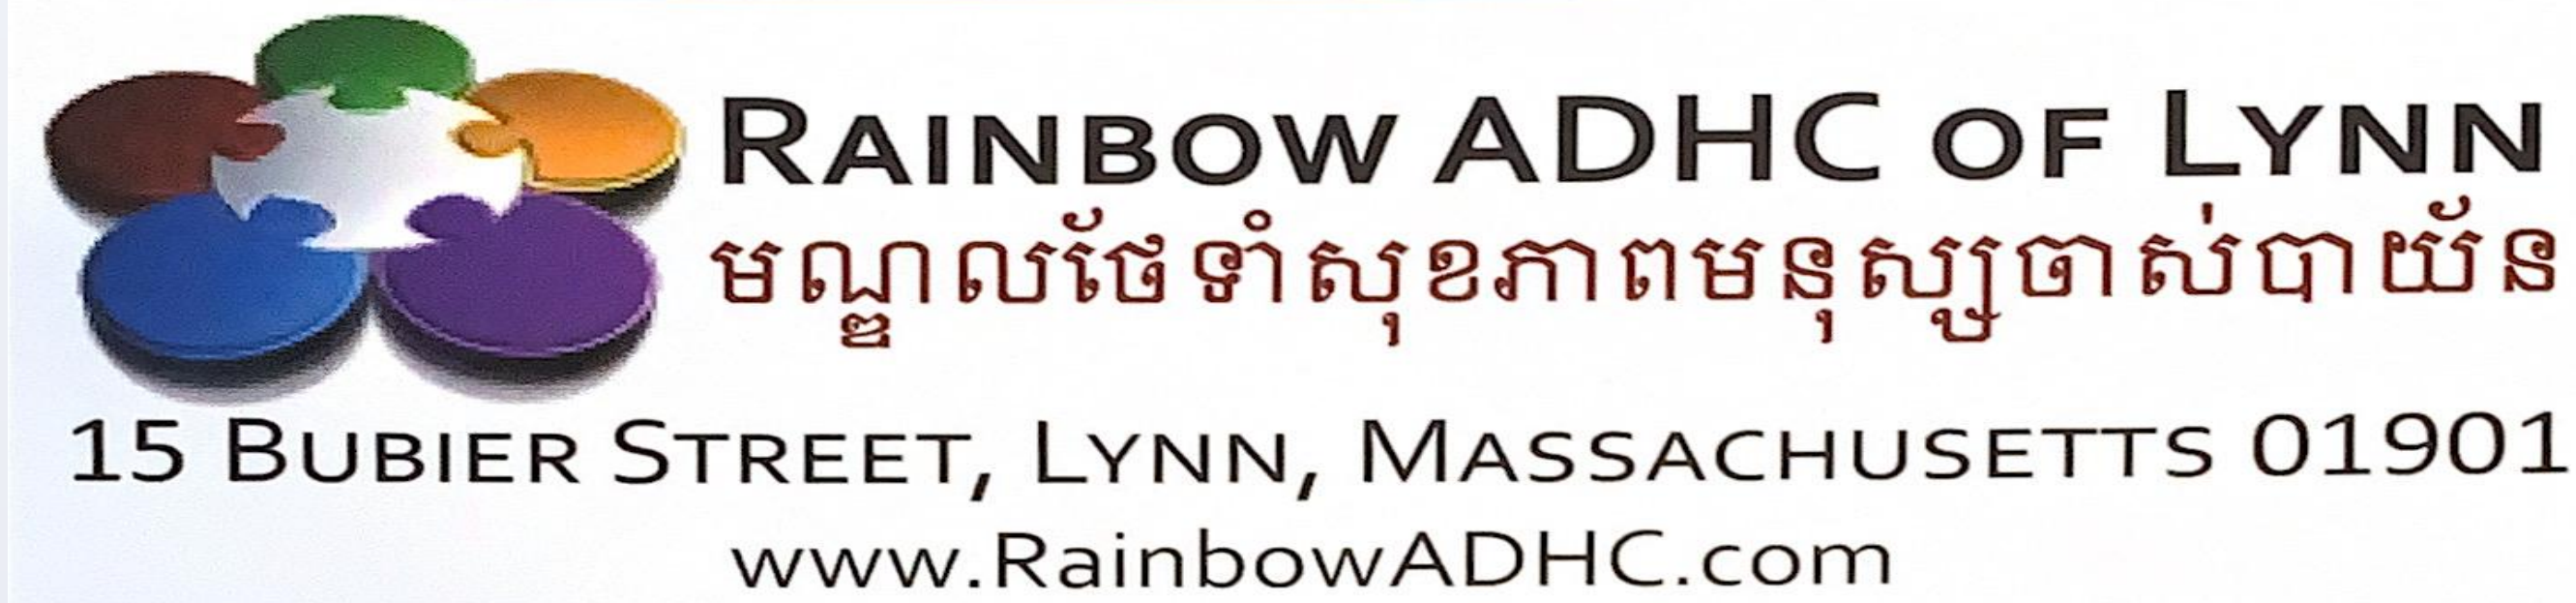 RAINBOW ADHC OF LYNN
មណ្ឌលថែទាំសុខភាពមនុស្សចាស់បាយ័ន
15 BUBIER STREET, LYNN, MASSACHUSETTS 01901
www.RainbowADHC.com